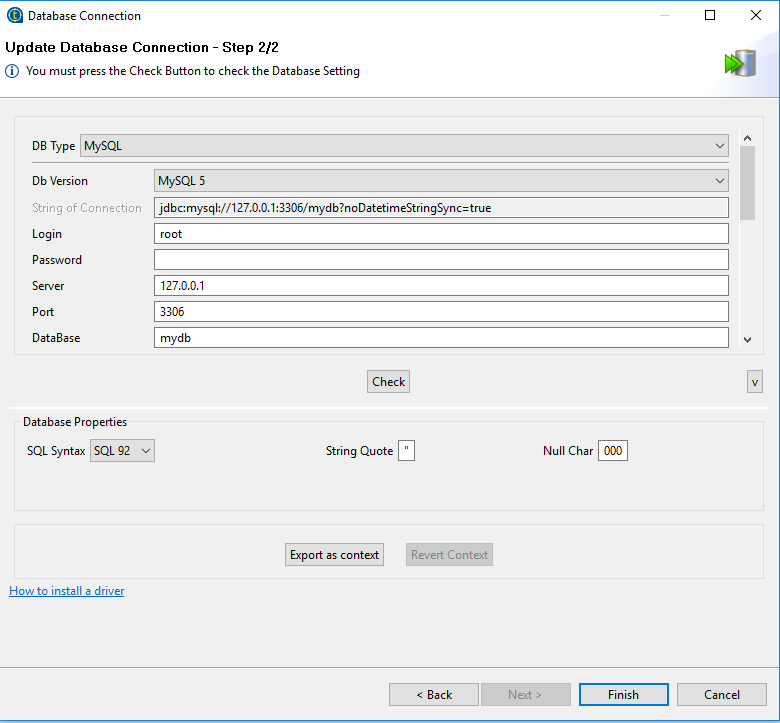 Database Connection
Update Database Connection - Step 2/2
You must press the Check Button to check the Database Setting
DB Type MySQL
Db Version MySQL 5
String of Connection jdbc:mysql://127.0.0.1:3306/mydb?noDatetimeStringSync=true
Login root
Password
Server 127.0.0.1
Port 3306
DataBase mydb
Check v
Database Properties
SQL Syntax SQL 92 String Quote " Null Char 000
Export as context Revert Context
How to install a driver
< Back Next > Finish Cancel